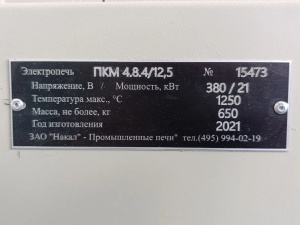 Электропечь ПКМ 4.8.4/12,5 № 15473
Напряжение, В / Мощность, кВт 380 / 21
Температура макс., °С 1250
Масса, не более, кг 650
Год изготовления 2021
ЗАО "Накал" - Промышленные печи" тел.(495) 994-02-19